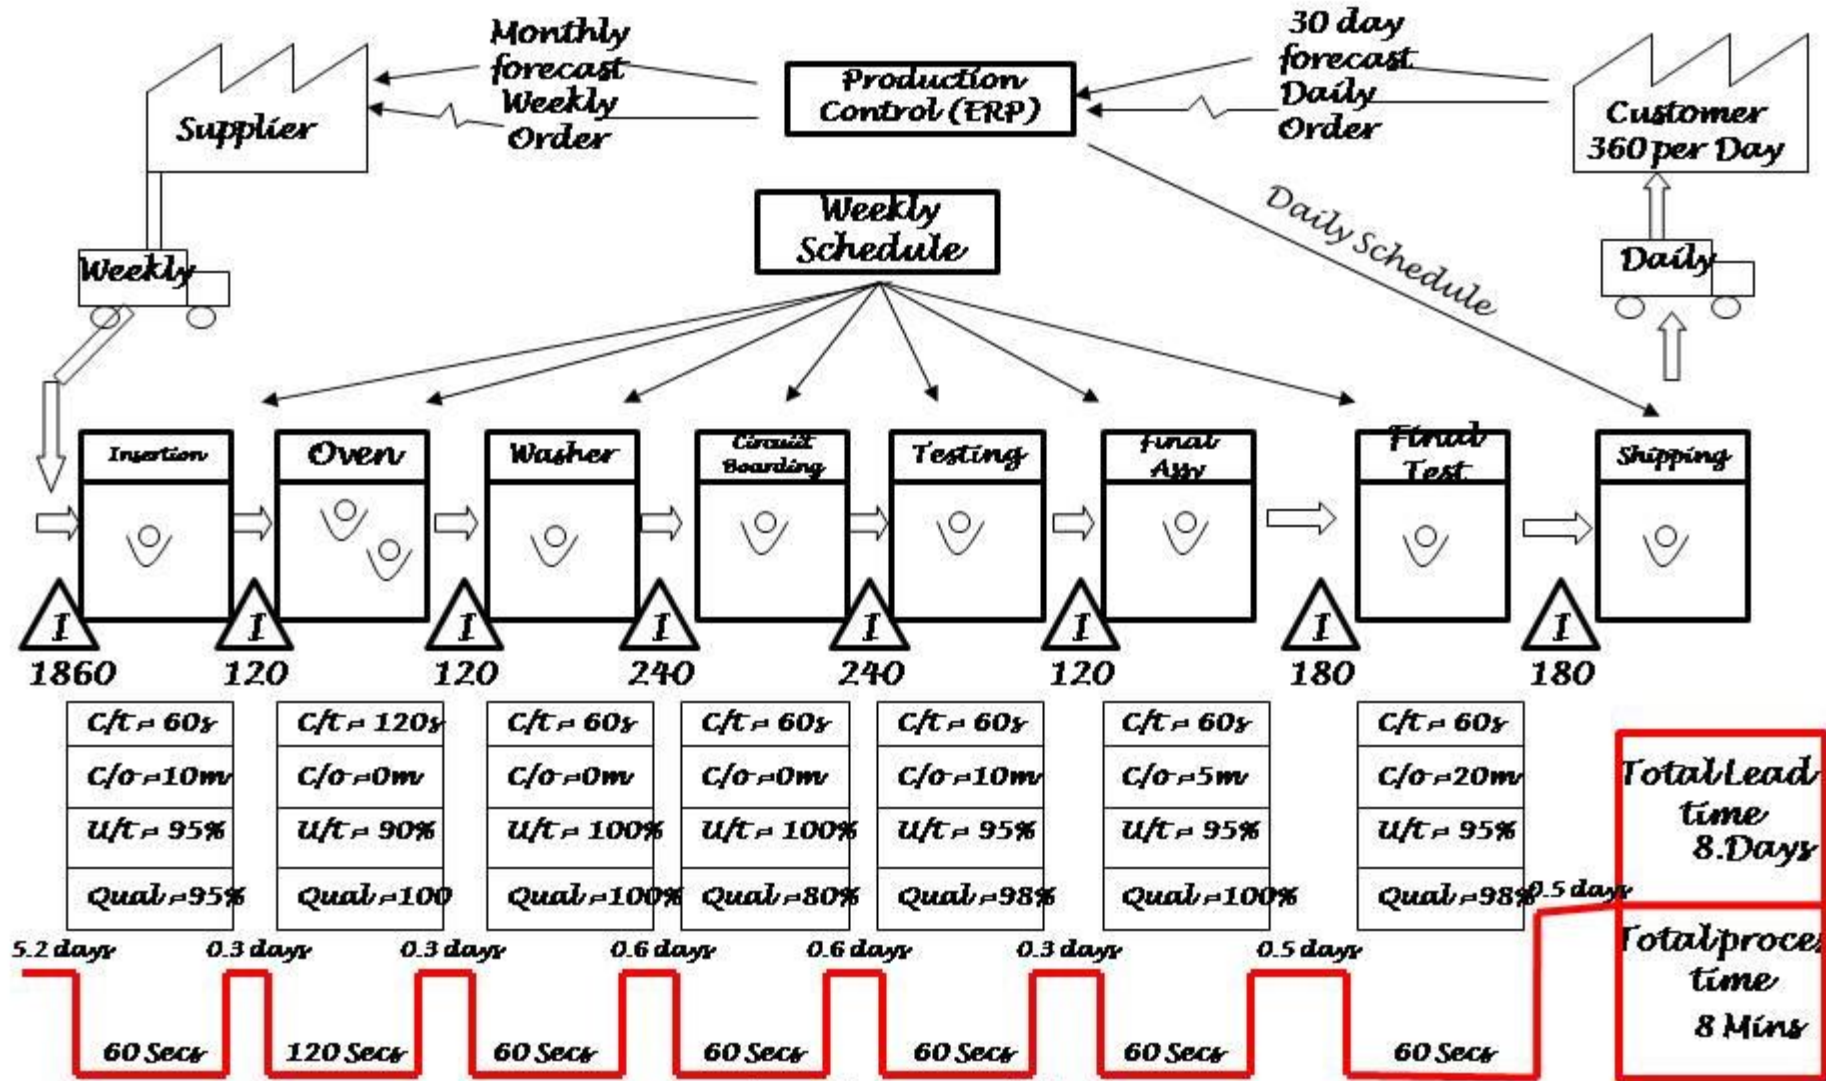 Monthly
forecast
Weekly
Order
30 day
forecast
Daily
Order
Production
Control (ERP)
Supplier
Customer
360 per Day
Weekly
Schedule
Daily Schedule
Weekly
Daily
Insertion
Oven
Washer
Circuit
Boarding
Testing
Final
Assy
Final
Test
Shipping
I I I I I I I I
1860 120 120 240 240 120 180 180
C/t = 60s C/t = 120s C/t = 60s C/t = 60s C/t = 60s C/t = 60s C/t = 60s
C/o =10m C/o =0m C/o =0m C/o =0m C/o =10m C/o =5m C/o =20m
U/t = 95% U/t = 90% U/t = 100% U/t = 100% U/t = 95% U/t = 95% U/t = 95%
Qual =95% Qual =100 Qual =100% Qual =80% Qual =98% Qual =100% Qual =98%
5.2 days 0.3 days 0.3 days 0.6 days 0.6 days 0.3 days 0.5 days 0.5 days
60 Secs 120 Secs 60 Secs 60 Secs 60 Secs 60 Secs 60 Secs
Total Lead
time
8.Days
Total proces
time
8 Mins